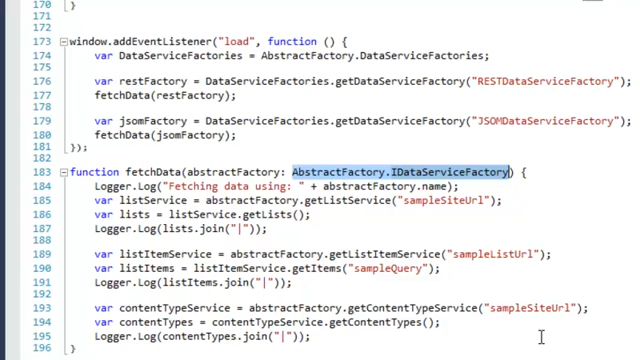 170 }
171
172
173 window.addEventListener("load", function () {
174 var DataServiceFactories = AbstractFactory.DataServiceFactories;
175
176 var restFactory = DataServiceFactories.getDataServiceFactory("RESTDataServiceFactory");
177 fetchData(restFactory);
178
179 var jsomFactory = DataServiceFactories.getDataServiceFactory("JSOMDataServiceFactory");
180 fetchData(jsomFactory);
181 });
182
183 function fetchData(abstractFactory: AbstractFactory.IDataServiceFactory) {
184 Logger.Log("Fetching data using: " + abstractFactory.name);
185 var listService = abstractFactory.getListService("sampleSiteUrl");
186 var lists = listService.getLists();
187 Logger.Log(lists.join("|"));
188
189 var listItemService = abstractFactory.getListItemService("sampleListUrl");
190 var listItems = listItemService.getItems("sampleQuery");
191 Logger.Log(listItems.join("|"));
192
193 var contentTypeService = abstractFactory.getContentTypeService("sampleSiteUrl");
194 var contentTypes = contentTypeService.getContentTypes();
195 Logger.Log(contentTypes.join("|"));
196 }